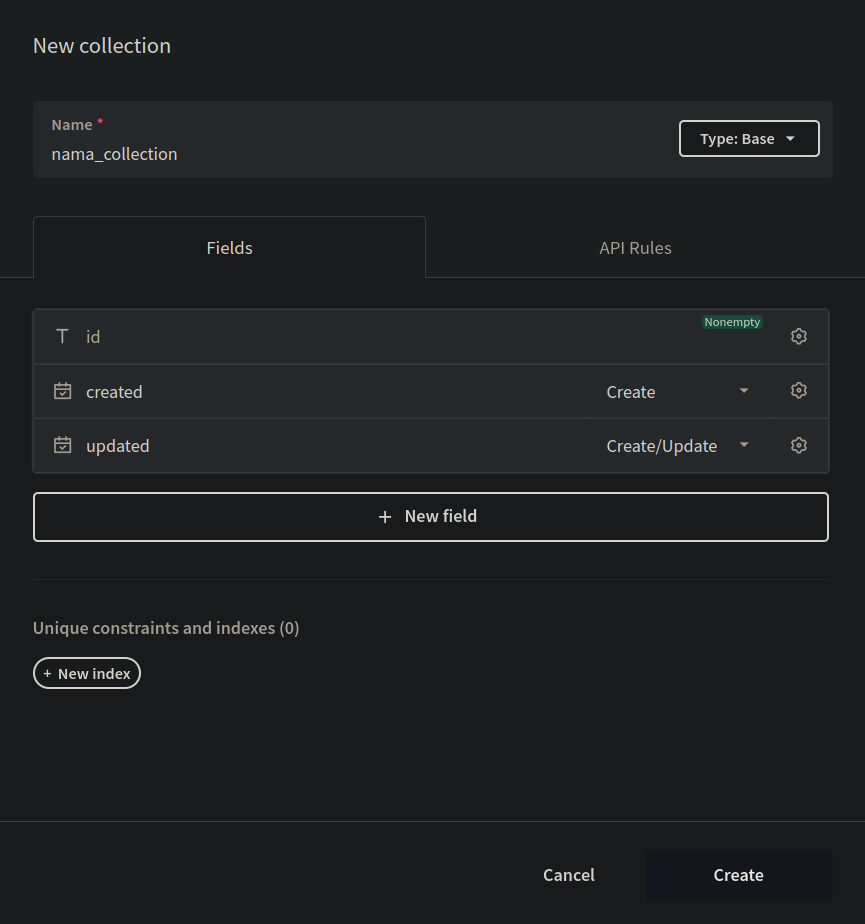 New collection
Name *
nama_collection
Type: Base
Fields
API Rules
id
Nonempty
created
Create
updated
Create/Update
+ New field
Unique constraints and indexes (0)
+ New index
Cancel
Create